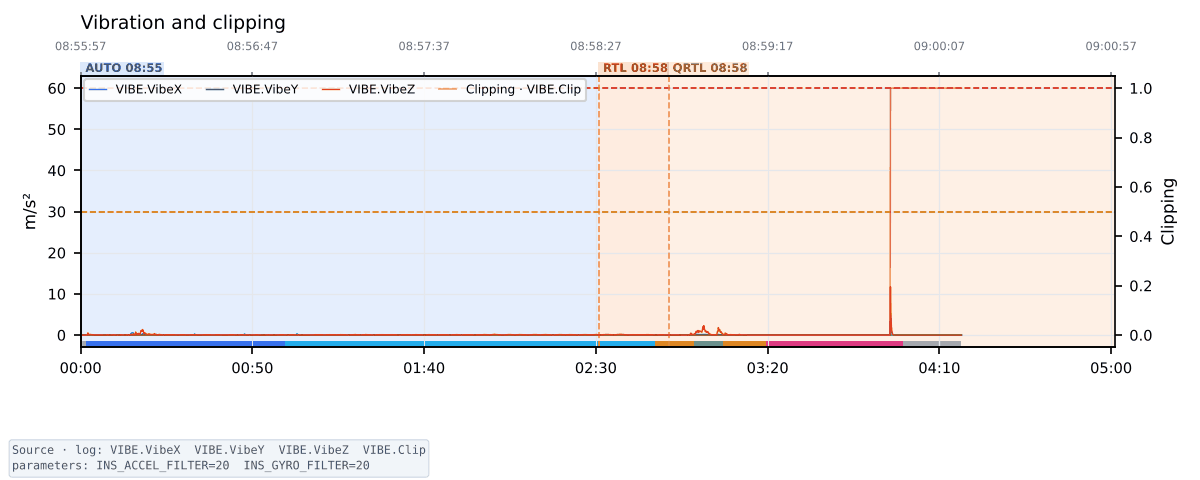 Vibration and clipping
08:55:57 08:56:47 08:57:37 08:58:27 08:59:17 09:00:07 09:00:57
AUTO 08:55 RTL 08:58 QRTL 08:58
VIBE.VibeX VIBE.VibeY VIBE.VibeZ Clipping · VIBE.Clip
60 1.0
50 0.8
40 0.6
30 0.4
20 0.2
10 0.0
0
m/s²
Clipping
00:00 00:50 01:40 02:30 03:20 04:10 05:00
Source · log: VIBE.VibeX VIBE.VibeY VIBE.VibeZ VIBE.Clip
parameters: INS_ACCEL_FILTER=20 INS_GYRO_FILTER=20